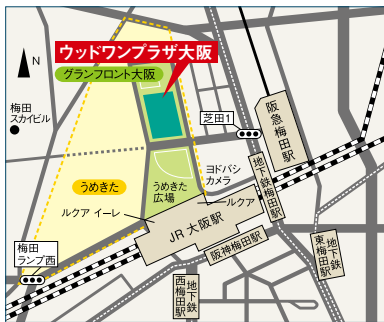 N
ウッドワンプラザ大阪
グランフロント大阪
梅田
スカイビル
芝田1
阪急梅田駅
ヨドバシ
カメラ
地下鉄梅田駅
うめきた
うめきた
広場
ルクア イーレ
ルクア
JR 大阪駅
梅田
ランプ西
阪神梅田駅
地下鉄
東梅田駅
地下鉄
西梅田駅